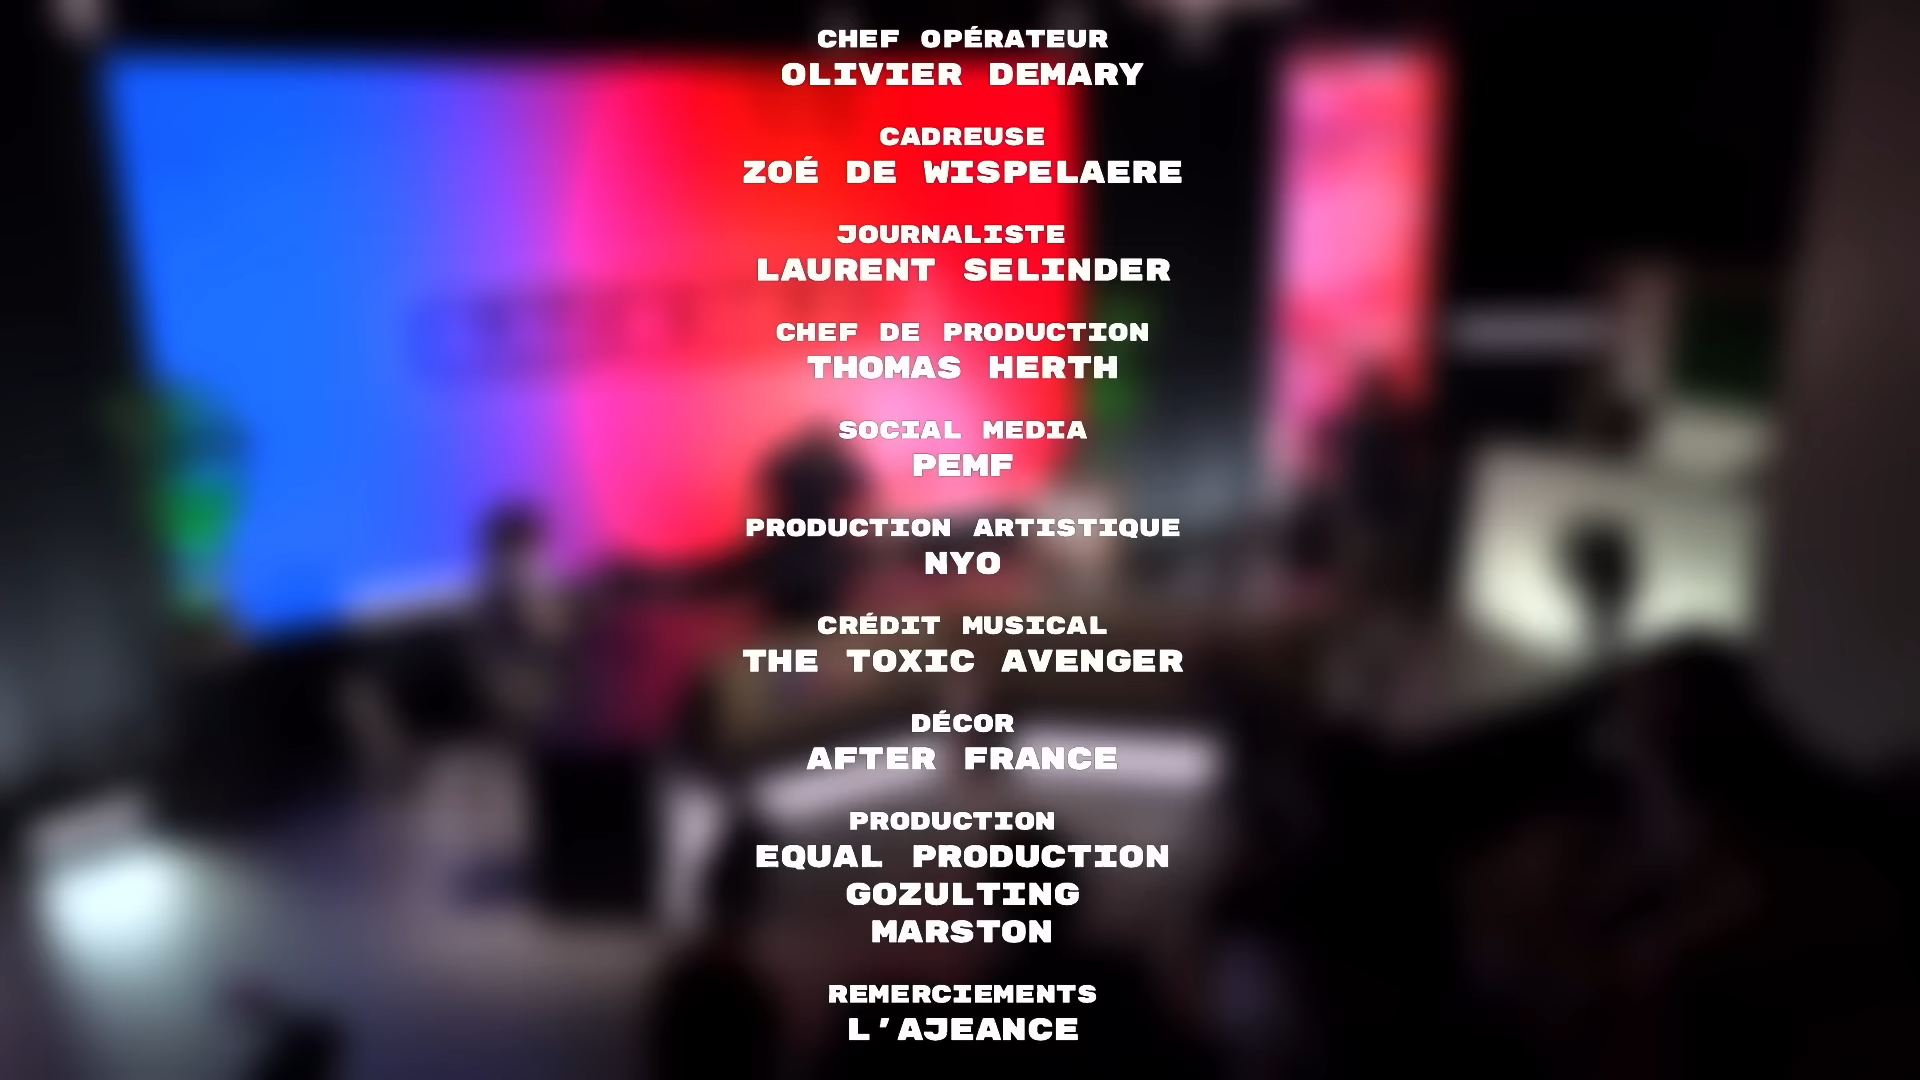 CHEF OPÉRATEUR
OLIVIER DEMARY
CADREUSE
ZOÉ DE WISPELAERE
JOURNALISTE
LAURENT SELINDER
CHEF DE PRODUCTION
THOMAS HERTH
SOCIAL MEDIA
PEMF
PRODUCTION ARTISTIQUE
NYO
CRÉDIT MUSICAL
THE TOXIC AVENGER
DÉCOR
AFTER FRANCE
PRODUCTION
EQUAL PRODUCTION
GOZULTING
MARSTON
REMERCIEMENTS
L'AJEANCE